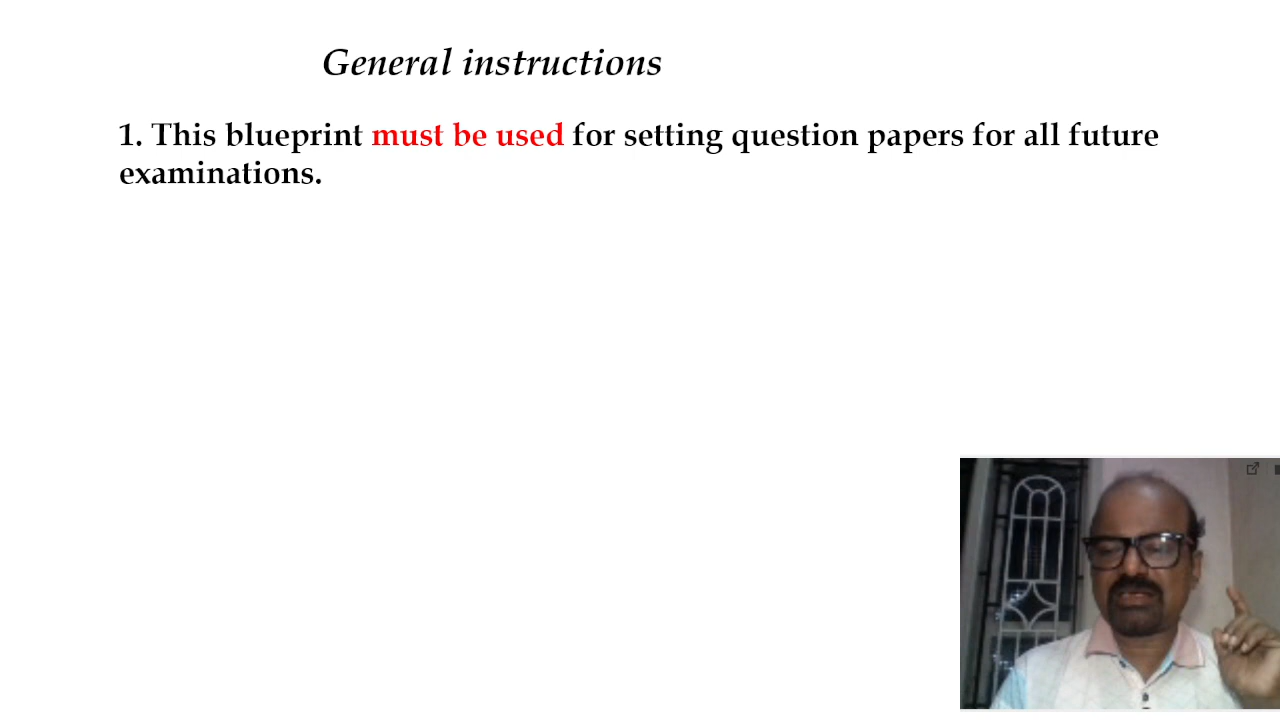 General instructions
1. This blueprint must be used for setting question papers for all future
examinations.